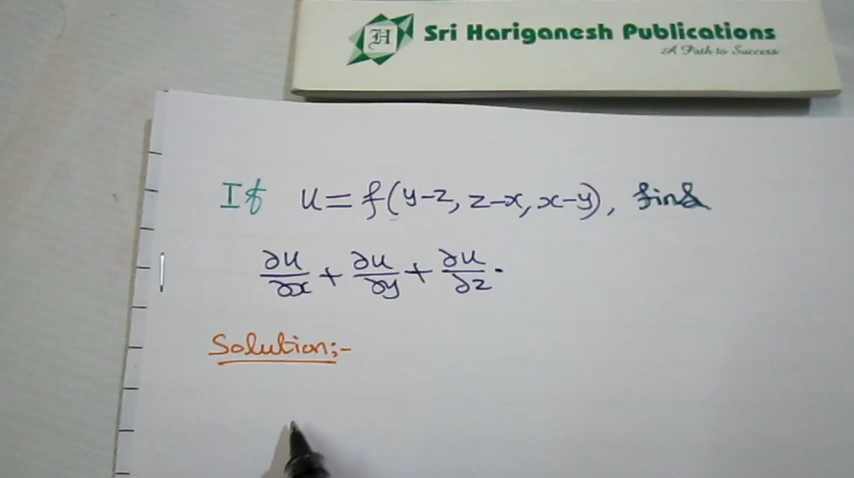 H Sri Hariganesh Publications
A Path to Success
If u = f(y-z, z-x, x-y), find
∂u/∂x + ∂u/∂y + ∂u/∂z.
Solution:-